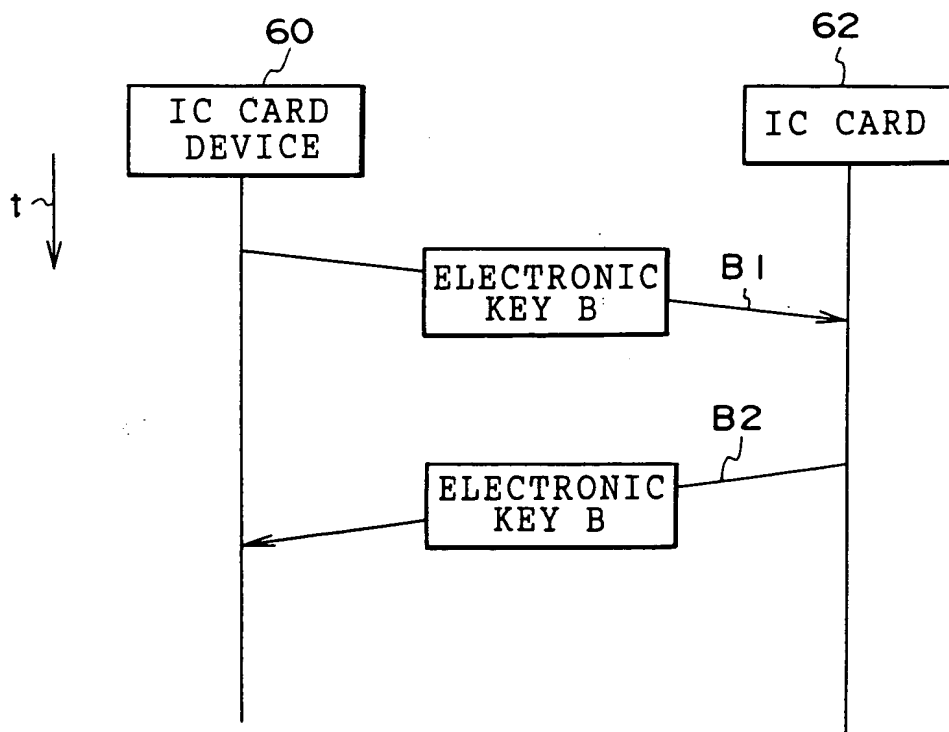 60
62
IC CARD
DEVICE
IC CARD
t
ELECTRONIC
KEY B
B1
B2
ELECTRONIC
KEY B